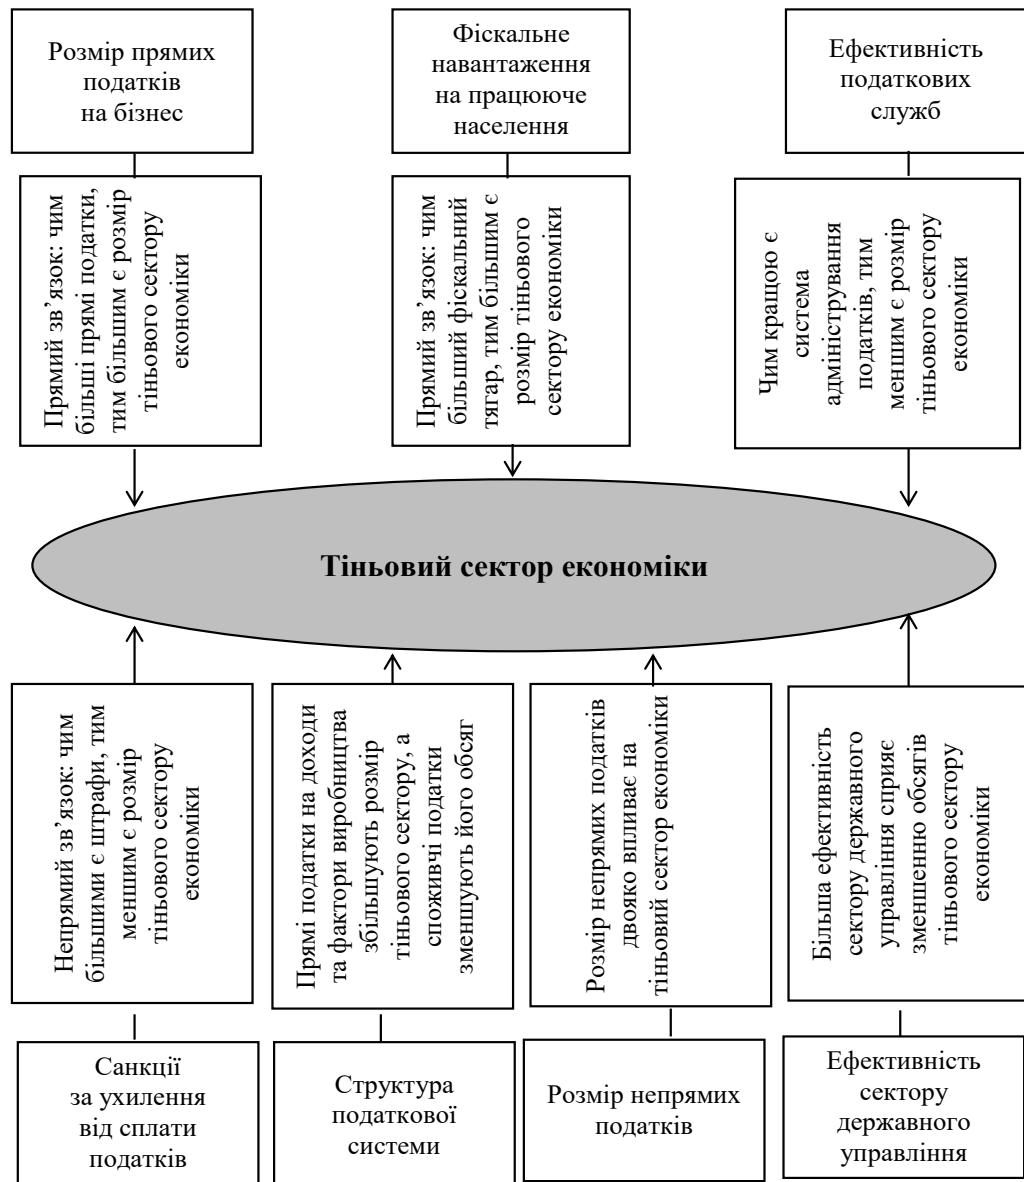 Розмір прямих
податків
на бізнес
Фіскальне
навантаження
на працююче
населення
Ефективність
податкових
служб
Прямий зв’язок: чим
більші прямі податки,
тим більшим є розмір
тіньового сектору
економіки
Прямий зв’язок: чим
більший фіскальний
тягар, тим більшим є
розмір тіньового
сектору економіки
Чим кращою є
система
адміністрування
податків, тим
меншим є розмір
тіньового сектору
економіки
Тіньовий сектор економіки
Непрямий зв’язок: чим
більшими є штрафи, тим
меншим є розмір
тіньового сектору
економіки
Прямі податки на доходи
та фактори виробництва
збільшують розмір
тіньового сектору, а
споживчі податки
зменшують його обсяг
Розмір непрямих податків
двояко впливає на
тіньовий сектор економіки
Більша ефективність
сектору державного
управління сприяє
зменшенню обсягів
тіньового сектору
економіки
Санкції
за ухилення
від сплати
податків
Структура
податкової
системи
Розмір непрямих
податків
Ефективність
сектору
державного
управління